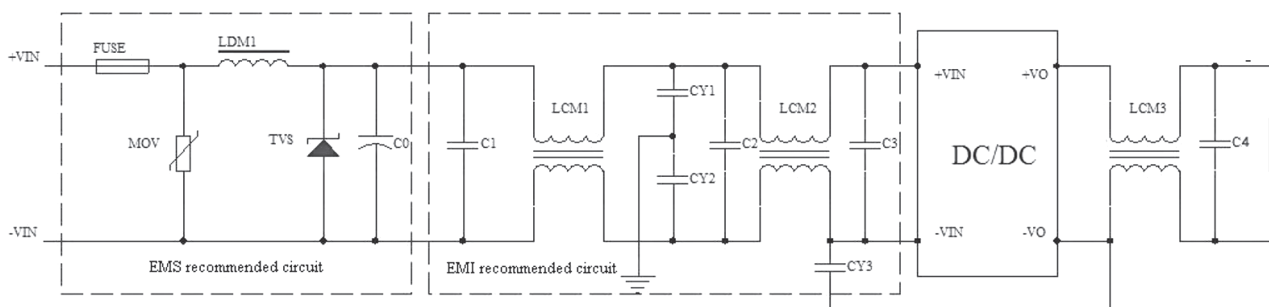 FUSE
LDM1
+VIN
MOV
TVS
C0
-VIN
EMS recommended circuit
C1
LCM1
CY1
CY2
C2
LCM2
C3
CY3
EMI recommended circuit
+VIN
+VO
DC/DC
-VIN
-VO
LCM3
C4
-